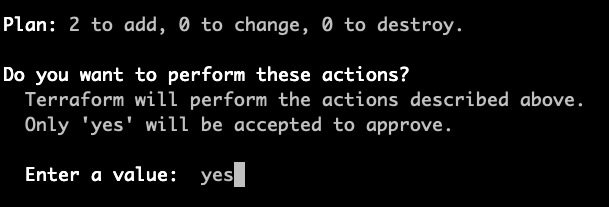 Plan: 2 to add, 0 to change, 0 to destroy.
Do you want to perform these actions?
Terraform will perform the actions described above.
Only 'yes' will be accepted to approve.
Enter a value: yes